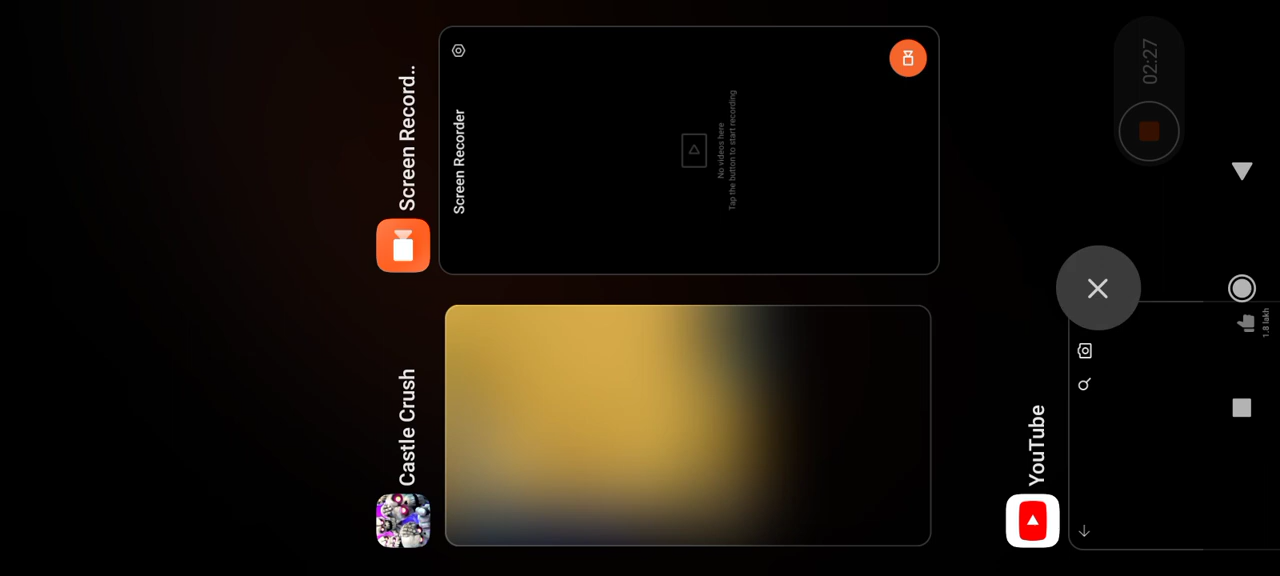 Castle Crush
Screen Record..
Screen Recorder
No videos here
Tap the button to start recording
YouTube
1.8 lakh
02:27